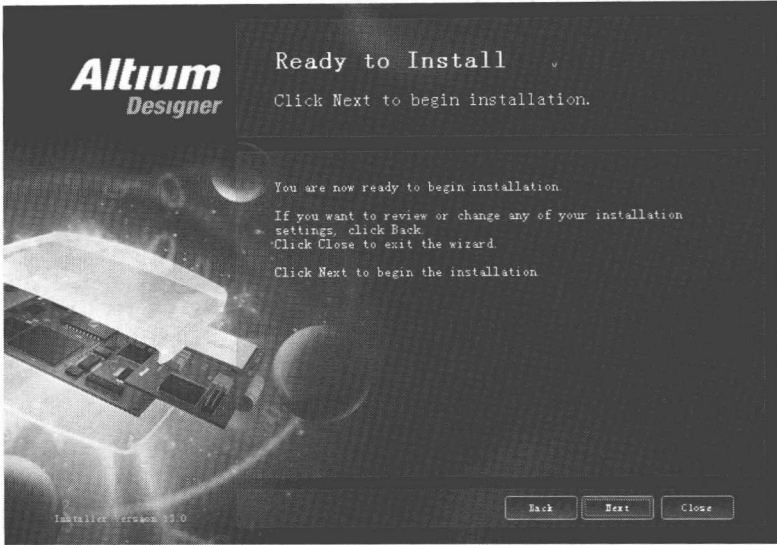 Altium
Designer
Ready to Install
Click Next to begin installation.
You are now ready to begin installation.
If you want to review or change any of your installation
settings, click Back.
Click Close to exit the wizard.
Click Next to begin the installation
Installer Version
Back
Next
Close